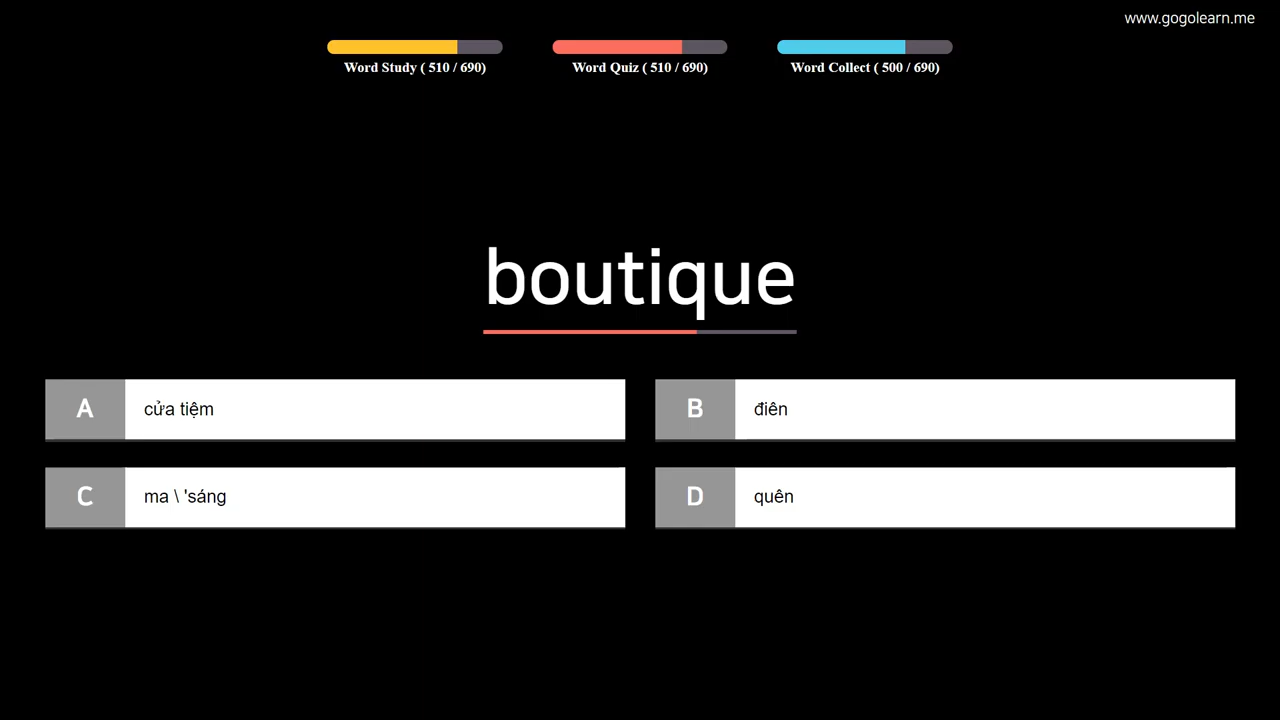 www.gogolearn.me
Word Study ( 510 / 690)
Word Quiz ( 510 / 690)
Word Collect ( 500 / 690)
boutique
A cửa tiệm
B điên
C ma \ 'sáng
D quên